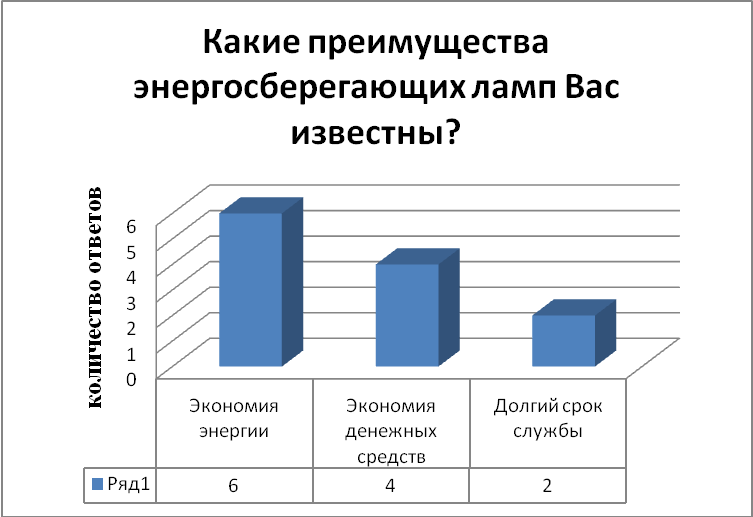 Какие преимущества
энергосберегающих ламп Вас
известны?
количество ответов
6
5
4
3
2
1
0
Экономия
энергии
Экономия
денежных
средств
Долгий срок
службы
Ряд1 6 4 2